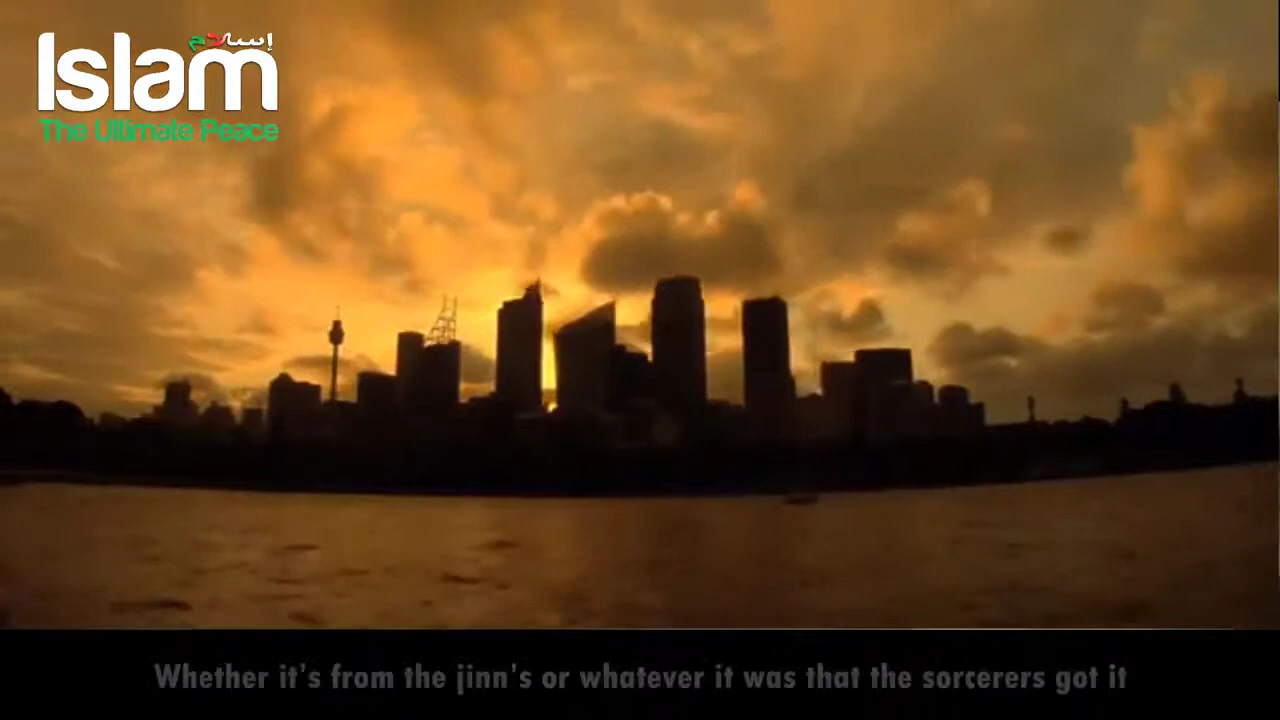 إسلام
Islam
The Ultimate Peace
Whether it's from the jinn's or whatever it was that the sorcerers got it